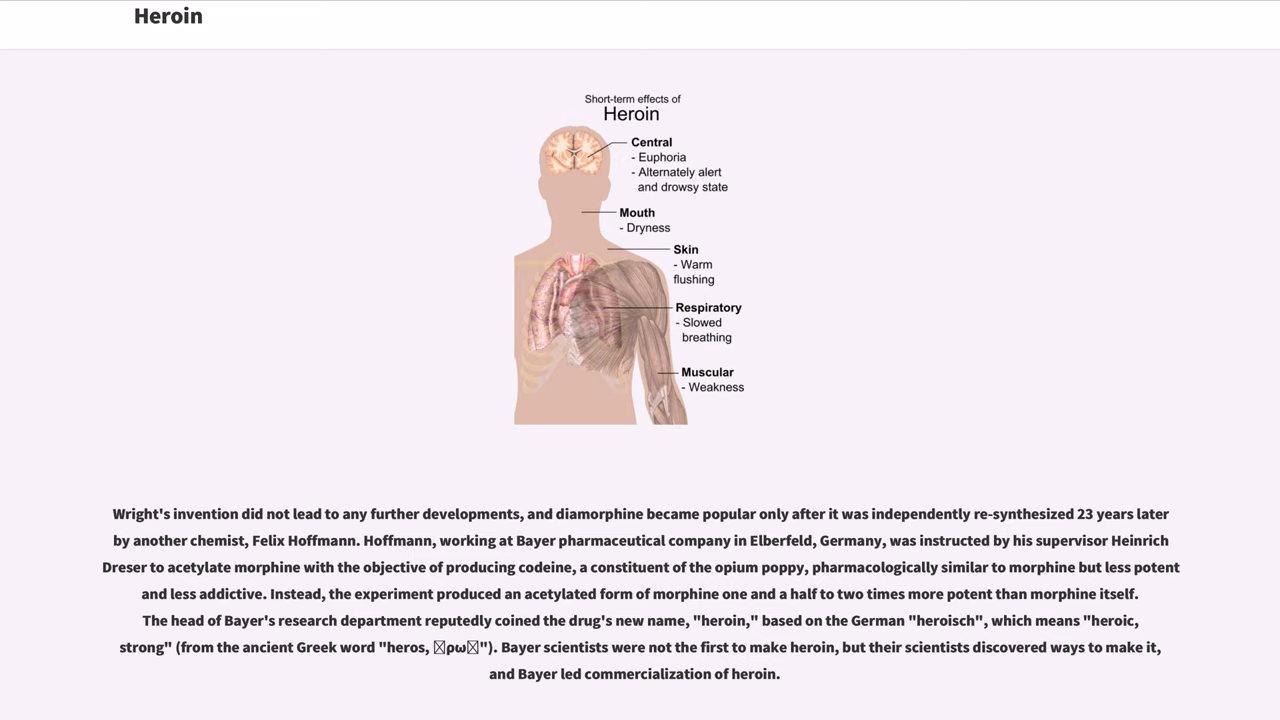 Heroin
Short-term effects of
Heroin
Central
- Euphoria
- Alternately alert
and drowsy state
Mouth
- Dryness
Skin
- Warm
flushing
Respiratory
- Slowed
breathing
Muscular
- Weakness
Wright's invention did not lead to any further developments, and diamorphine became popular only after it was independently re-synthesized 23 years later
by another chemist, Felix Hoffmann. Hoffmann, working at Bayer pharmaceutical company in Elberfeld, Germany, was instructed by his supervisor Heinrich
Dreser to acetylate morphine with the objective of producing codeine, a constituent of the opium poppy, pharmacologically similar to morphine but less potent
and less addictive. Instead, the experiment produced an acetylated form of morphine one and a half to two times more potent than morphine itself.
The head of Bayer's research department reputedly coined the drug's new name, "heroin," based on the German "heroisch", which means "heroic,
strong" (from the ancient Greek word "heros, ρω"). Bayer scientists were not the first to make heroin, but their scientists discovered ways to make it,
and Bayer led commercialization of heroin.